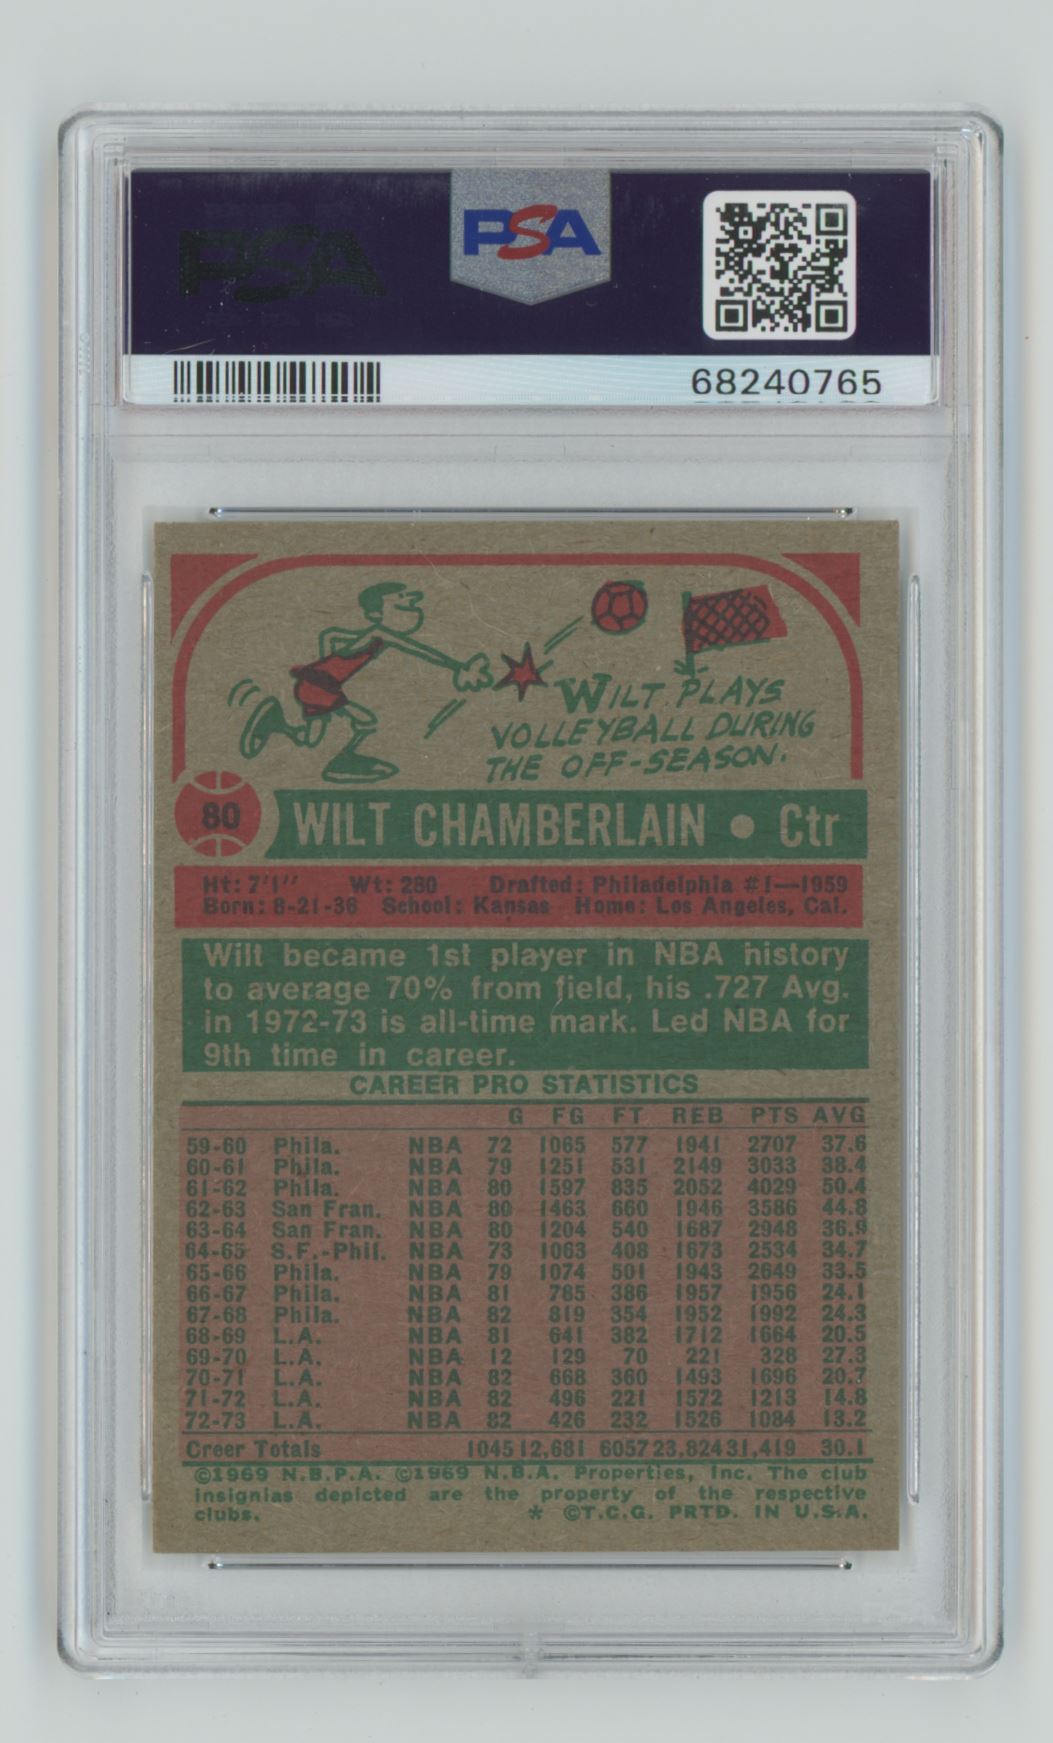 PSA
PSA
68240765
WILT PLAYS
VOLLEYBALL DURING
THE OFF-SEASON.
80 WILT CHAMBERLAIN • Ctr
Ht: 7'1" Wt: 280 Drafted: Philadelphia #1—1959
Born: 8-21-36 School: Kansas Home: Los Angeles, Cal.
Wilt became 1st player in NBA history
to average 70% from field, his .727 Avg.
in 1972-73 is all-time mark. Led NBA for
9th time in career.
CAREER PRO STATISTICS
G FG FT REB PTS AVG
59-60 Phila. NBA 72 1065 577 1941 2707 37.6
60-61 Phila. NBA 79 1251 531 2149 3033 38.4
61-62 Phila. NBA 80 1597 835 2052 4029 50.4
62-63 San Fran. NBA 80 1463 660 1946 3586 44.8
63-64 San Fran. NBA 80 1204 540 1687 2948 36.9
64-65 S.F.-Phil. NBA 73 1063 408 1673 2534 34.7
65-66 Phila. NBA 79 1074 501 1943 2649 33.5
66-67 Phila. NBA 81 785 386 1957 1956 24.1
67-68 Phila. NBA 82 819 354 1952 1992 24.3
68-69 L.A. NBA 81 641 382 1712 1664 20.5
69-70 L.A. NBA 12 129 70 221 328 27.3
70-71 L.A. NBA 82 668 360 1493 1696 20.7
71-72 L.A. NBA 82 496 221 1572 1213 14.8
72-73 L.A. NBA 82 426 232 1526 1084 13.2
Creer Totals 1045 12,681 6057 23,824 31,419 30.1
©1969 N.B.P.A. ©1969 N.B.A. Properties, Inc. The club
insignias depicted are the property of the respective
clubs. * ©T.C.G. PRTD. IN U.S.A.